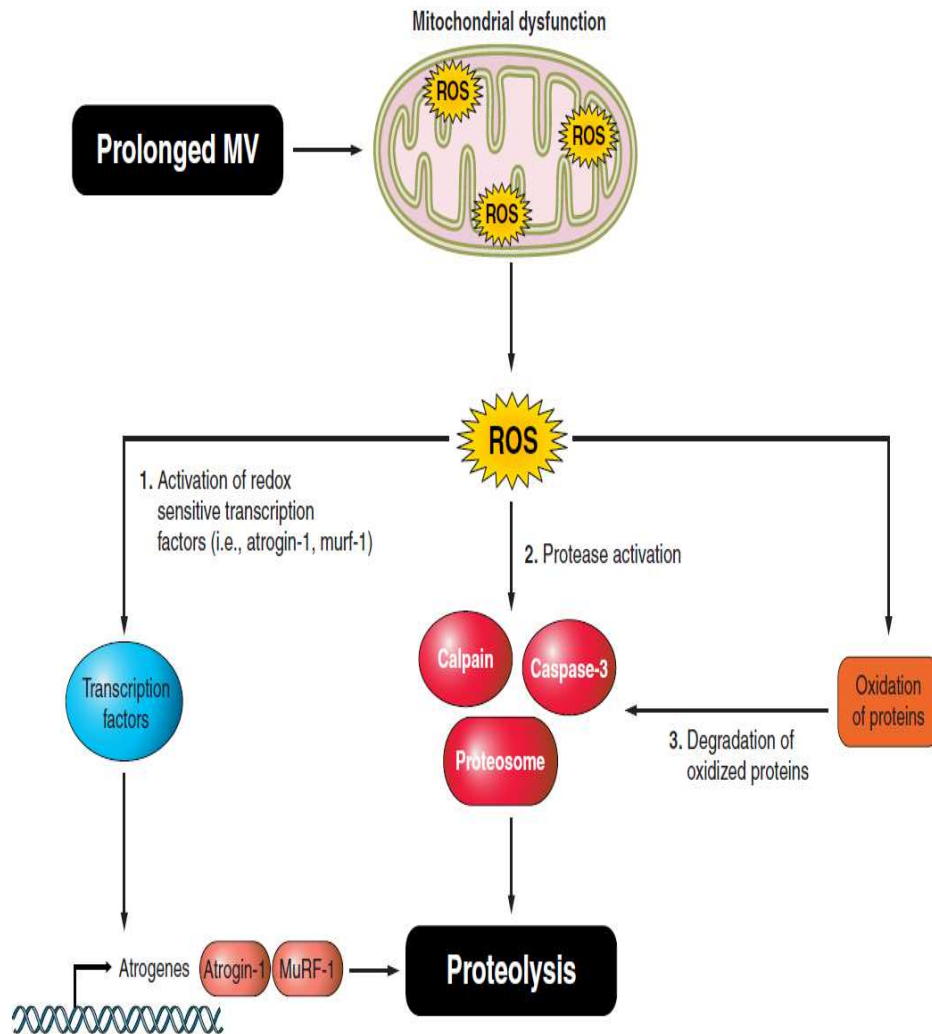 Mitochondrial dysfunction
ROS
ROS
ROS
Prolonged MV
ROS
1. Activation of redox
sensitive transcription
factors (i.e., atrogin-1, murf-1)
2. Protease activation
Calpain
Caspase-3
Proteosome
Transcription
factors
Oxidation
of proteins
3. Degradation of
oxidized proteins
Atrogenes
Atrogin-1
MuRF-1
Proteolysis